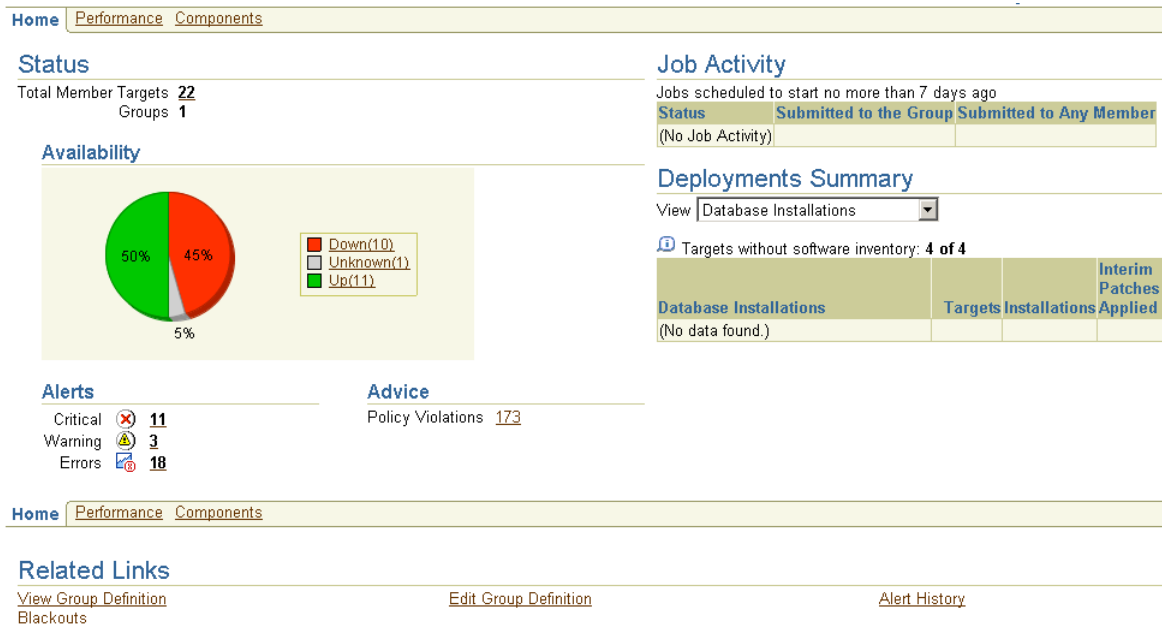 Home Performance Components
Status
Total Member Targets 22
Groups 1
Availability
50% 45%
5%
Down(10)
Unknown(1)
Up(11)
Alerts
Critical 11
Warning 3
Errors 18
Advice
Policy Violations 173
Job Activity
Jobs scheduled to start no more than 7 days ago
Status Submitted to the Group Submitted to Any Member
(No Job Activity)
Deployments Summary
View Database Installations
Targets without software inventory: 4 of 4
Database Installations Targets Installations Interim Patches Applied
(No data found.)
Home Performance Components
Related Links
View Group Definition Edit Group Definition Alert History
Blackouts